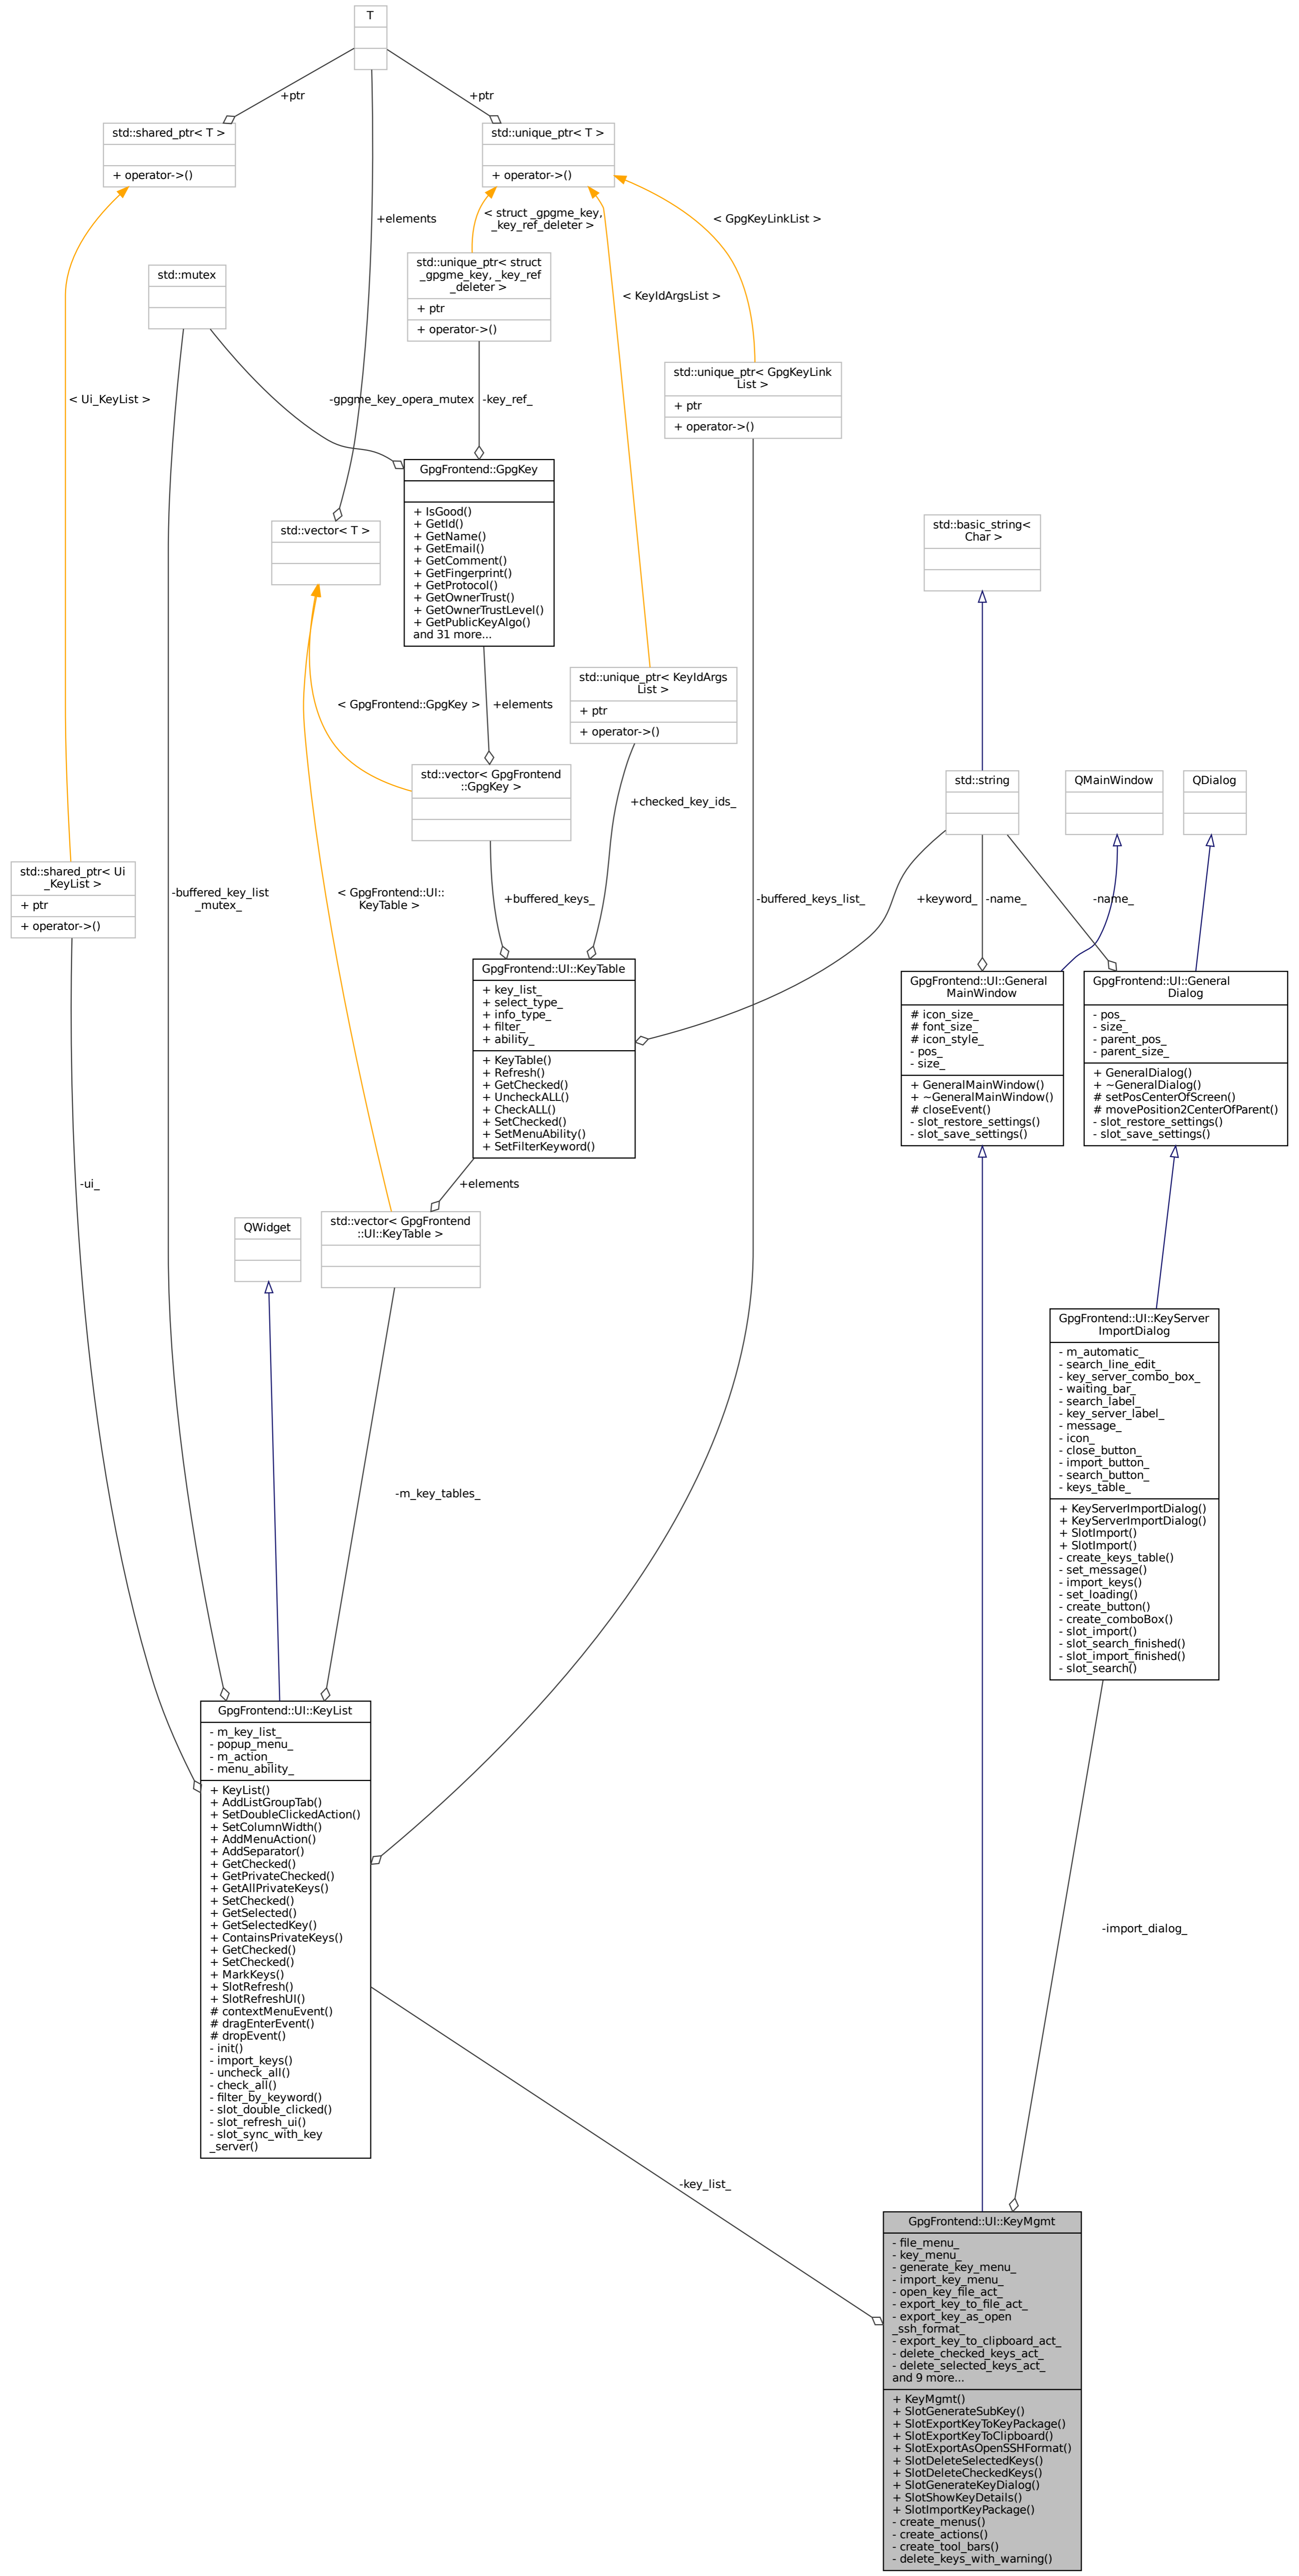 T
+ptr
+ptr
std::shared_ptr< T >
+ operator->()
std::unique_ptr< T >
+ operator->()
+elements
< struct _gpgme_key,
_key_ref_deleter >
< GpgKeyLinkList >
std::mutex
std::unique_ptr< struct
_gpgme_key, _key_ref
_deleter >
+ ptr
+ operator->()
< KeyIdArgsList >
std::unique_ptr< GpgKeyLink
List >
+ ptr
+ operator->()
< Ui_KeyList >
-gpgme_key_opera_mutex
-key_ref_
GpgFrontend::GpgKey
+ IsGood()
+ GetId()
+ GetName()
+ GetEmail()
+ GetComment()
+ GetFingerprint()
+ GetProtocol()
+ GetOwnerTrust()
+ GetOwnerTrustLevel()
+ GetPublicKeyAlgo()
and 31 more...
std::vector< T >
std::basic_string<
Char >
std::unique_ptr< KeyIdArgs
List >
+ ptr
+ operator->()
< GpgFrontend::GpgKey >
+elements
std::vector< GpgFrontend
::GpgKey >
std::string
QMainWindow
QDialog
+checked_key_ids_
std::shared_ptr< Ui
_KeyList >
+ ptr
+ operator->()
-buffered_key_list
_mutex_
< GpgFrontend::UI::
KeyTable >
+buffered_keys_
-buffered_keys_list_
+keyword_
-name_
-name_
GpgFrontend::UI::KeyTable
+ key_list_
+ select_type_
+ info_type_
+ filter_
+ ability_
+ KeyTable()
+ Refresh()
+ GetChecked()
+ UncheckALL()
+ CheckALL()
+ SetChecked()
+ SetMenuAbility()
+ SetFilterKeyword()
GpgFrontend::UI::General
MainWindow
# icon_size_
# font_size_
# icon_style_
- pos_
- size_
+ GeneralMainWindow()
+ ~GeneralMainWindow()
# closeEvent()
- slot_restore_settings()
- slot_save_settings()
GpgFrontend::UI::General
Dialog
- pos_
- size_
- parent_pos_
- parent_size_
+ GeneralDialog()
+ ~GeneralDialog()
# setPosCenterOfScreen()
# movePosition2CenterOfParent()
- slot_restore_settings()
- slot_save_settings()
-ui_
+elements
QWidget
std::vector< GpgFrontend
::UI::KeyTable >
GpgFrontend::UI::KeyServer
ImportDialog
- m_automatic_
- search_line_edit_
- key_server_combo_box_
- waiting_bar_
- search_label_
- key_server_label_
- message_
- icon_
- close_button_
- import_button_
- search_button_
- keys_table_
+ KeyServerImportDialog()
+ KeyServerImportDialog()
+ SlotImport()
+ SlotImport()
- create_keys_table()
- set_message()
- import_keys()
- set_loading()
- create_button()
- create_comboBox()
- slot_import()
- slot_search_finished()
- slot_import_finished()
- slot_search()
-m_key_tables_
GpgFrontend::UI::KeyList
- m_key_list_
- popup_menu_
- m_action_
- menu_ability_
+ KeyList()
+ AddListGroupTab()
+ SetDoubleClickedAction()
+ SetColumnWidth()
+ AddMenuAction()
+ AddSeparator()
+ GetChecked()
+ GetPrivateChecked()
+ GetAllPrivateKeys()
+ SetChecked()
+ GetSelected()
+ GetSelectedKey()
+ ContainsPrivateKeys()
+ GetChecked()
+ SetChecked()
+ MarkKeys()
+ SlotRefresh()
+ SlotRefreshUI()
# contextMenuEvent()
# dragEnterEvent()
# dropEvent()
- init()
- import_keys()
- uncheck_all()
- check_all()
- filter_by_keyword()
- slot_double_clicked()
- slot_refresh_ui()
- slot_sync_with_key
_server()
-import_dialog_
-key_list_
GpgFrontend::UI::KeyMgmt
- file_menu_
- key_menu_
- generate_key_menu_
- import_key_menu_
- open_key_file_act_
- export_key_to_file_act_
- export_key_as_open
_ssh_format_
- export_key_to_clipboard_act_
- delete_checked_keys_act_
- delete_selected_keys_act_
and 9 more...
+ KeyMgmt()
+ SlotGenerateSubKey()
+ SlotExportKeyToKeyPackage()
+ SlotExportKeyToClipboard()
+ SlotExportAsOpenSSHFormat()
+ SlotDeleteSelectedKeys()
+ SlotDeleteCheckedKeys()
+ SlotGenerateKeyDialog()
+ SlotShowKeyDetails()
+ SlotImportKeyPackage()
- create_menus()
- create_actions()
- create_tool_bars()
- delete_keys_with_warning()